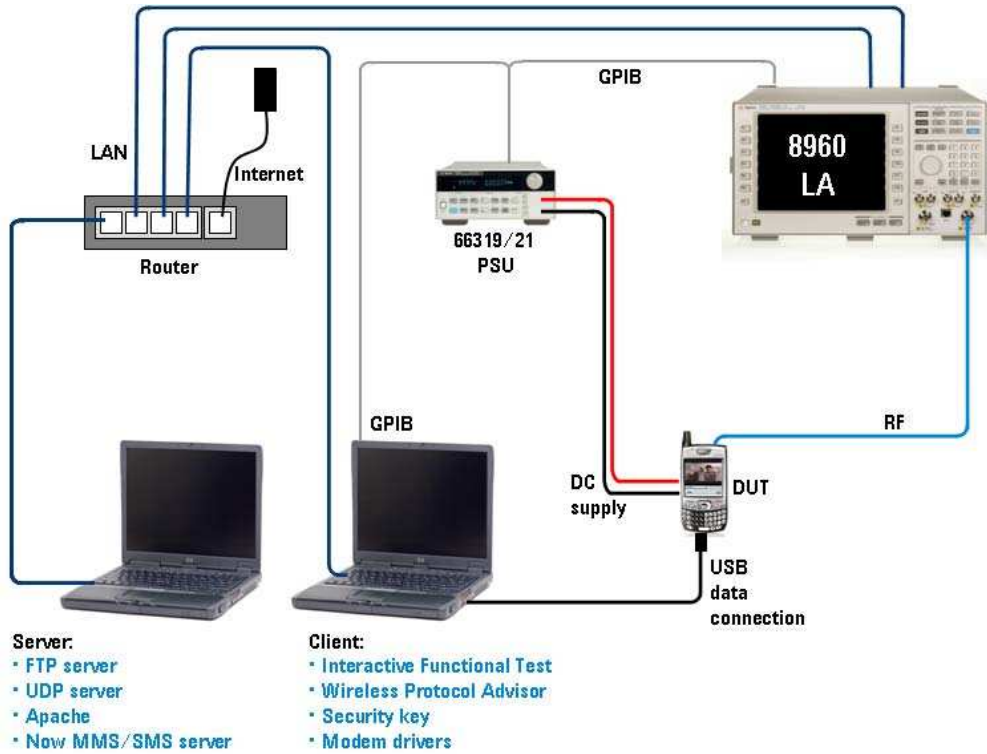 GPIB
8960
LA
LAN
Internet
66319/21
PSU
Router
GPIB
RF
DC
supply
DUT
USB
data
connection
Server:
• FTP server
• UDP server
• Apache
• Now MMS/SMS server
Client:
• Interactive Functional Test
• Wireless Protocol Advisor
• Security key
• Modem drivers